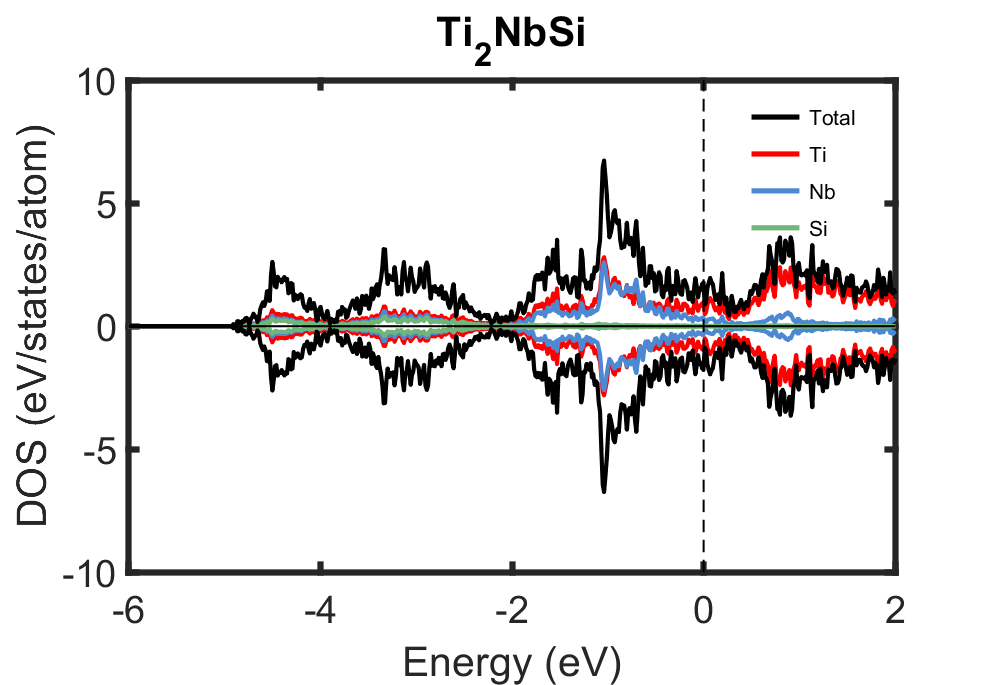 Ti2NbSi
10
5
0
-5
-10
DOS (eV/states/atom)
Total
Ti
Nb
Si
-6 -4 -2 0 2
Energy (eV)